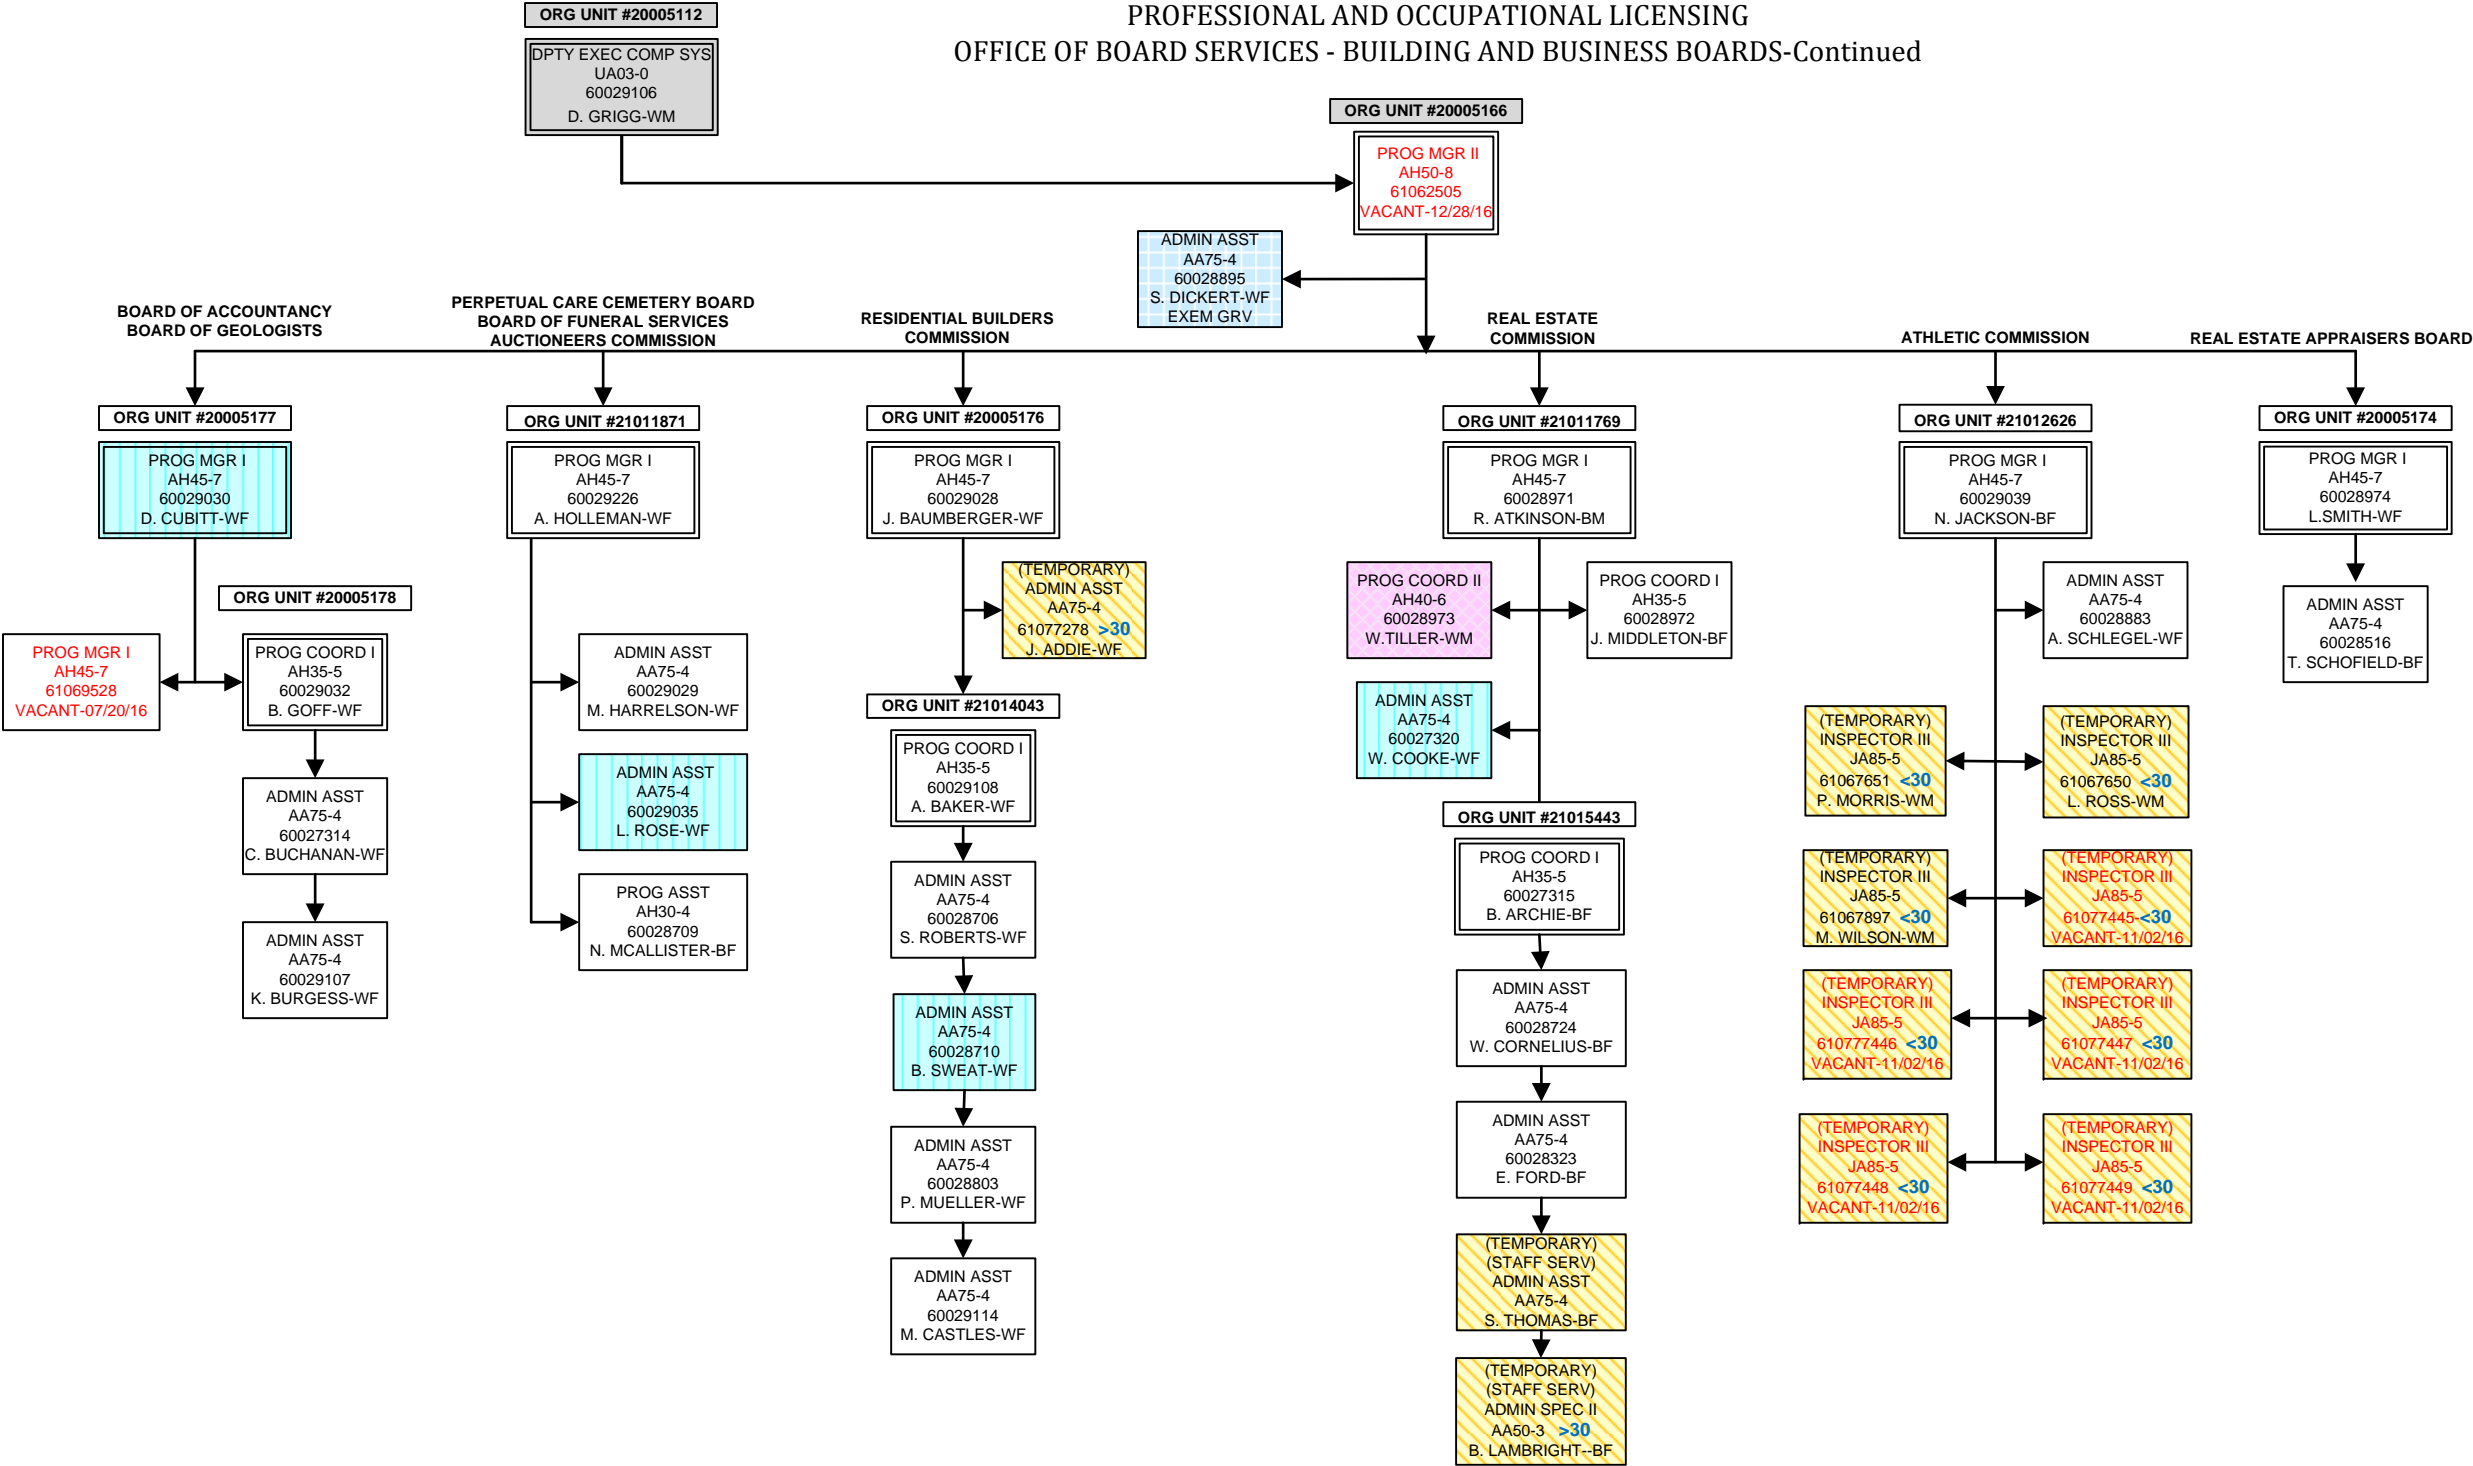 PROFESSIONAL AND OCCUPATIONAL LICENSING
OFFICE OF BOARD SERVICES - BUILDING AND BUSINESS BOARDS-Continued
ORG UNIT #20005112
DPTY EXEC COMP SYS
UA03-0
60029106
D. GRIGG-WM
ORG UNIT #20005166
PROG MGR II
AH50-8
61062505
VACANT-12/28/16
ADMIN ASST
AA75-4
60028895
S. DICKERT-WF
EXEM GRV
BOARD OF ACCOUNTANCY
BOARD OF GEOLOGISTS
ORG UNIT #20005177
PROG MGR I
AH45-7
60029030
D. CUBITT-WF
PROG MGR I
AH45-7
61069528
VACANT-07/20/16
ORG UNIT #20005178
PROG COORD I
AH35-5
60029032
B. GOFF-WF
ADMIN ASST
AA75-4
60027314
C. BUCHANAN-WF
ADMIN ASST
AA75-4
60029107
K. BURGESS-WF
PERPETUAL CARE CEMETERY BOARD
BOARD OF FUNERAL SERVICES
AUCTIONEERS COMMISSION
ORG UNIT #21011871
PROG MGR I
AH45-7
60029226
A. HOLLEMAN-WF
ADMIN ASST
AA75-4
60029029
M. HARRELSON-WF
ADMIN ASST
AA75-4
60029035
L. ROSE-WF
PROG ASST
AH30-4
60028709
N. MCALLISTER-BF
RESIDENTIAL BUILDERS
COMMISSION
ORG UNIT #20005176
PROG MGR I
AH45-7
60029028
J. BAUMBERGER-WF
(TEMPORARY)
ADMIN ASST
AA75-4
61077278 >30
J. ADDIE-WF
ORG UNIT #21014043
PROG COORD I
AH35-5
60029108
A. BAKER-WF
ADMIN ASST
AA75-4
60028706
S. ROBERTS-WF
ADMIN ASST
AA75-4
60028710
B. SWEAT-WF
ADMIN ASST
AA75-4
60028803
P. MUELLER-WF
ADMIN ASST
AA75-4
60029114
M. CASTLES-WF
REAL ESTATE
COMMISSION
ORG UNIT #21011769
PROG MGR I
AH45-7
60028971
R. ATKINSON-BM
PROG COORD II
AH40-6
60028973
W.TILLER-WM
PROG COORD I
AH35-5
60028972
J. MIDDLETON-BF
ADMIN ASST
AA75-4
60027320
W. COOKE-WF
ORG UNIT #21015443
PROG COORD I
AH35-5
60027315
B. ARCHIE-BF
ADMIN ASST
AA75-4
60028724
W. CORNELIUS-BF
ADMIN ASST
AA75-4
60028323
E. FORD-BF
(TEMPORARY)
(STAFF SERV)
ADMIN ASST
AA75-4
S. THOMAS-BF
(TEMPORARY)
(STAFF SERV)
ADMIN SPEC II
AA50-3 >30
B. LAMBRIGHT--BF
ATHLETIC COMMISSION
ORG UNIT #21012626
PROG MGR I
AH45-7
60029039
N. JACKSON-BF
ADMIN ASST
AA75-4
60028883
A. SCHLEGEL-WF
(TEMPORARY)
INSPECTOR III
JA85-5
61067651 <30
P. MORRIS-WM
(TEMPORARY)
INSPECTOR III
JA85-5
61067650 <30
L. ROSS-WM
(TEMPORARY)
INSPECTOR III
JA85-5
61067897 <30
M. WILSON-WM
(TEMPORARY)
INSPECTOR III
JA85-5
61077445-<30
VACANT-11/02/16
(TEMPORARY)
INSPECTOR III
JA85-5
610777446 <30
VACANT-11/02/16
(TEMPORARY)
INSPECTOR III
JA85-5
61077447 <30
VACANT-11/02/16
(TEMPORARY)
INSPECTOR III
JA85-5
61077448 <30
VACANT-11/02/16
(TEMPORARY)
INSPECTOR III
JA85-5
61077449 <30
VACANT-11/02/16
REAL ESTATE APPRAISERS BOARD
ORG UNIT #20005174
PROG MGR I
AH45-7
60028974
L.SMITH-WF
ADMIN ASST
AA75-4
60028516
T. SCHOFIELD-BF